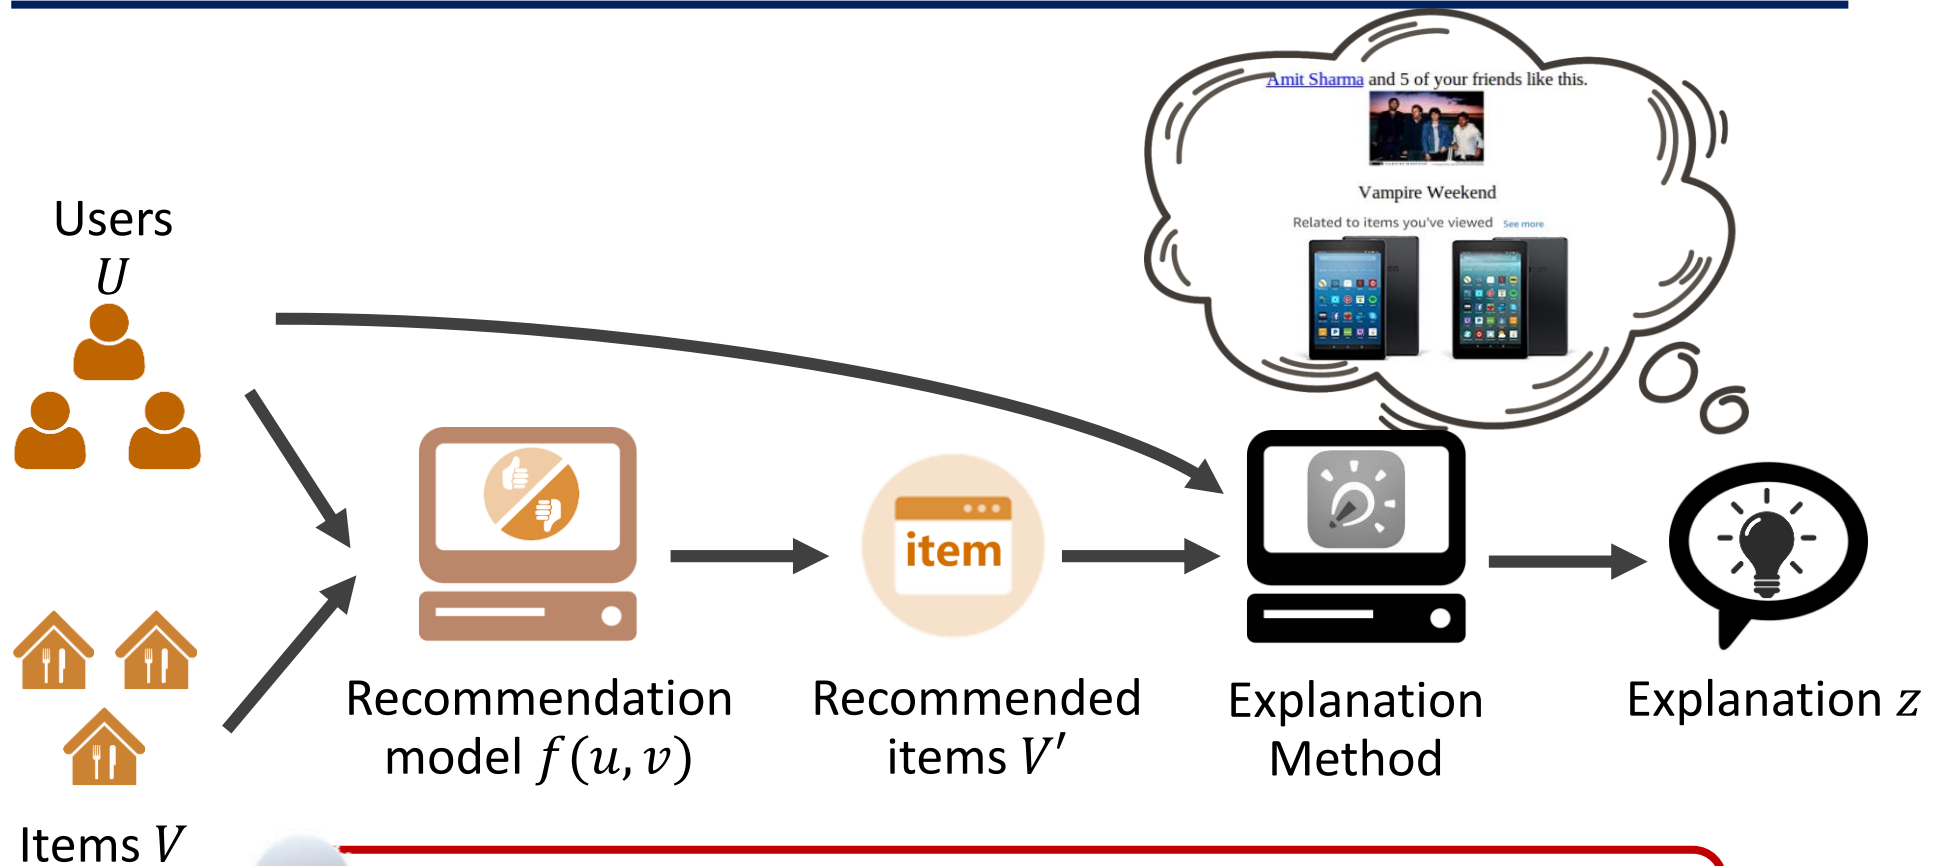 Amit Sharma and 5 of your friends like this.
Vampire Weekend
Related to items you've viewed See more
Users
U
item
Recommendation
model f(u, v)
Recommended
items V′
Explanation
Method
Explanation z
Items V